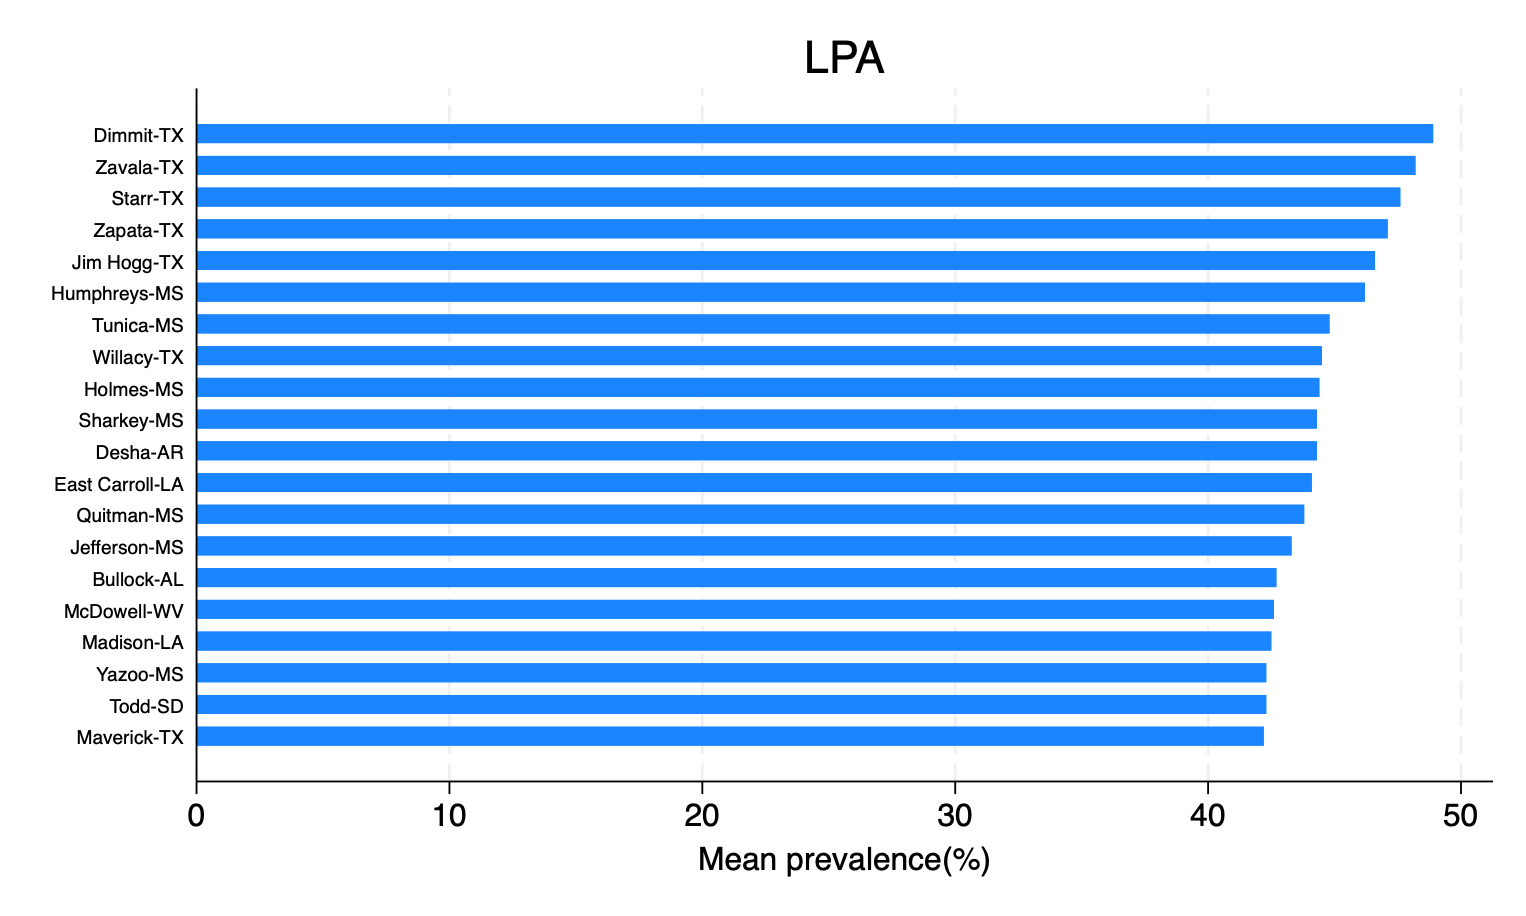 LPA
Dimmit-TX
Zavala-TX
Starr-TX
Zapata-TX
Jim Hogg-TX
Humphreys-MS
Tunica-MS
Willacy-TX
Holmes-MS
Sharkey-MS
Desha-AR
East Carroll-LA
Quitman-MS
Jefferson-MS
Bullock-AL
McDowell-WV
Madison-LA
Yazoo-MS
Todd-SD
Maverick-TX
0 10 20 30 40 50
Mean prevalence(%)